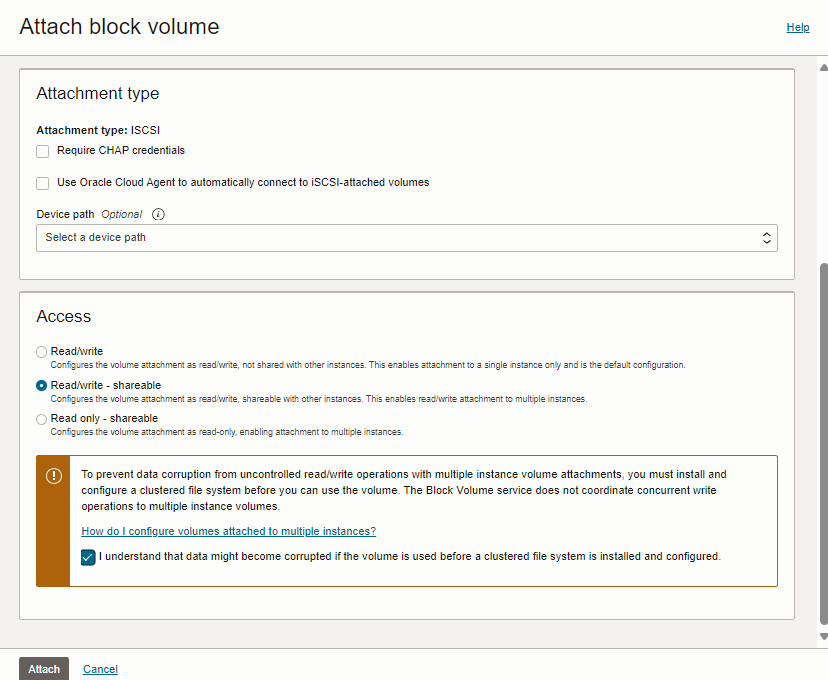 Attach block volume
Help
Attachment type
Attachment type: ISCSI
Require CHAP credentials
Use Oracle Cloud Agent to automatically connect to iSCSI-attached volumes
Device path Optional
Select a device path
Access
Read/write
Configures the volume attachment as read/write, not shared with other instances. This enables attachment to a single instance only and is the default configuration.
Read/write - shareable
Configures the volume attachment as read/write, shareable with other instances. This enables read/write attachment to multiple instances.
Read only - shareable
Configures the volume attachment as read-only, enabling attachment to multiple instances.
To prevent data corruption from uncontrolled read/write operations with multiple instance volume attachments, you must install and
configure a clustered file system before you can use the volume. The Block Volume service does not coordinate concurrent write
operations to multiple instance volumes.
How do I configure volumes attached to multiple instances?
I understand that data might become corrupted if the volume is used before a clustered file system is installed and configured.
Attach Cancel